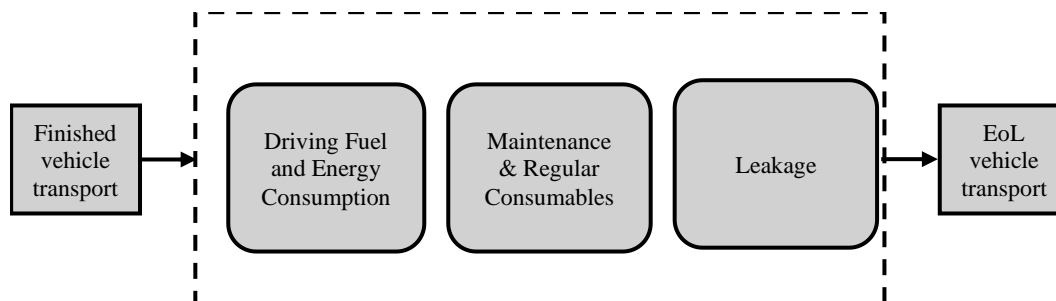 Finished
vehicle
transport
Driving Fuel
and Energy
Consumption
Maintenance
& Regular
Consumables
Leakage
EoL
vehicle
transport